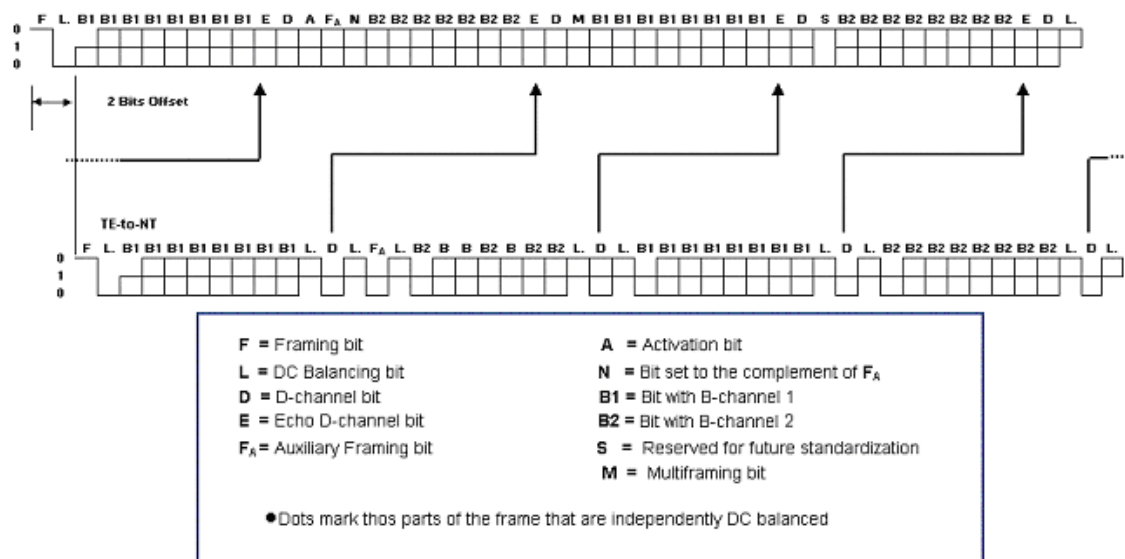 F L. B1 B1 B1 B1 B1 B1 B1 B1 E D A FA N B2 B2 B2 B2 B2 B2 B2 E D M B1 B1 B1 B1 B1 B1 B1 B1 E D S B2 B2 B2 B2 B2 B2 B2 B2 E D L.
0
1
0
2 Bits Offset
TE-to-NT
F L. B1 B1 B1 B1 B1 B1 B1 B1 L. D L. FA L. B2 B B B2 B B2 B2 L. D L. B1 B1 B1 B1 B1 B1 B1 B1 L. D L. B2 B2 B2 B2 B2 B2 B2 B2 L. D L.
0
1
0
F = Framing bit
L = DC Balancing bit
D = D-channel bit
E = Echo D-channel bit
FA = Auxiliary Framing bit
A = Activation bit
N = Bit set to the complement of FA
B1 = Bit with B-channel 1
B2 = Bit with B-channel 2
S = Reserved for future standardization
M = Multiframing bit
●Dots mark thos parts of the frame that are independently DC balanced